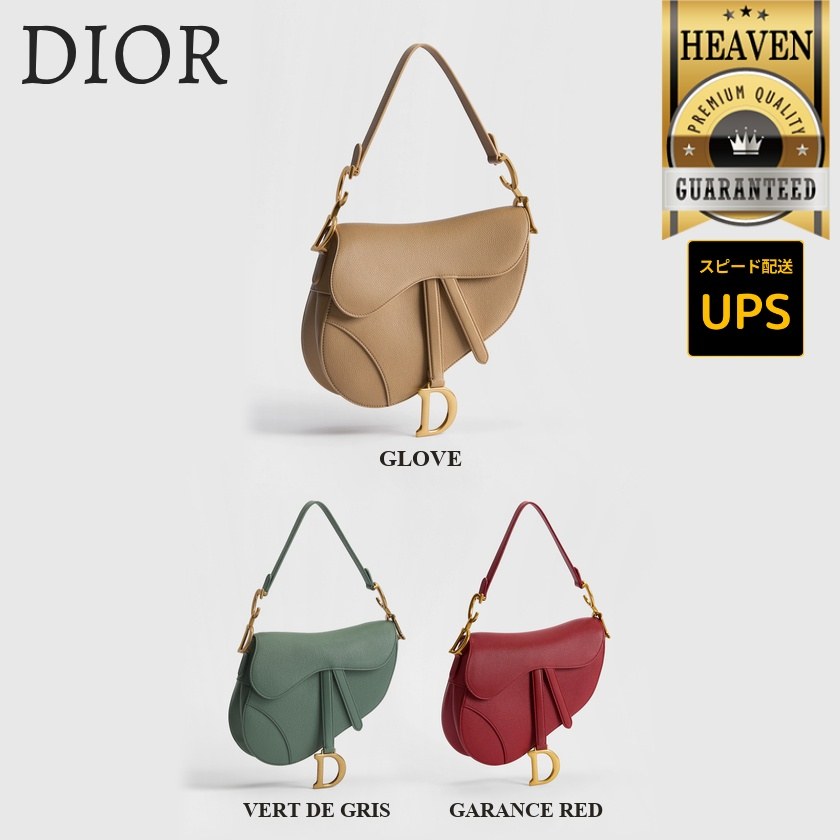 DIOR
HEAVEN
PREMIUM QUALITY
GUARANTEED
スピード配送
UPS
D
GLOVE
D
D
VERT DE GRIS
GARANCE RED